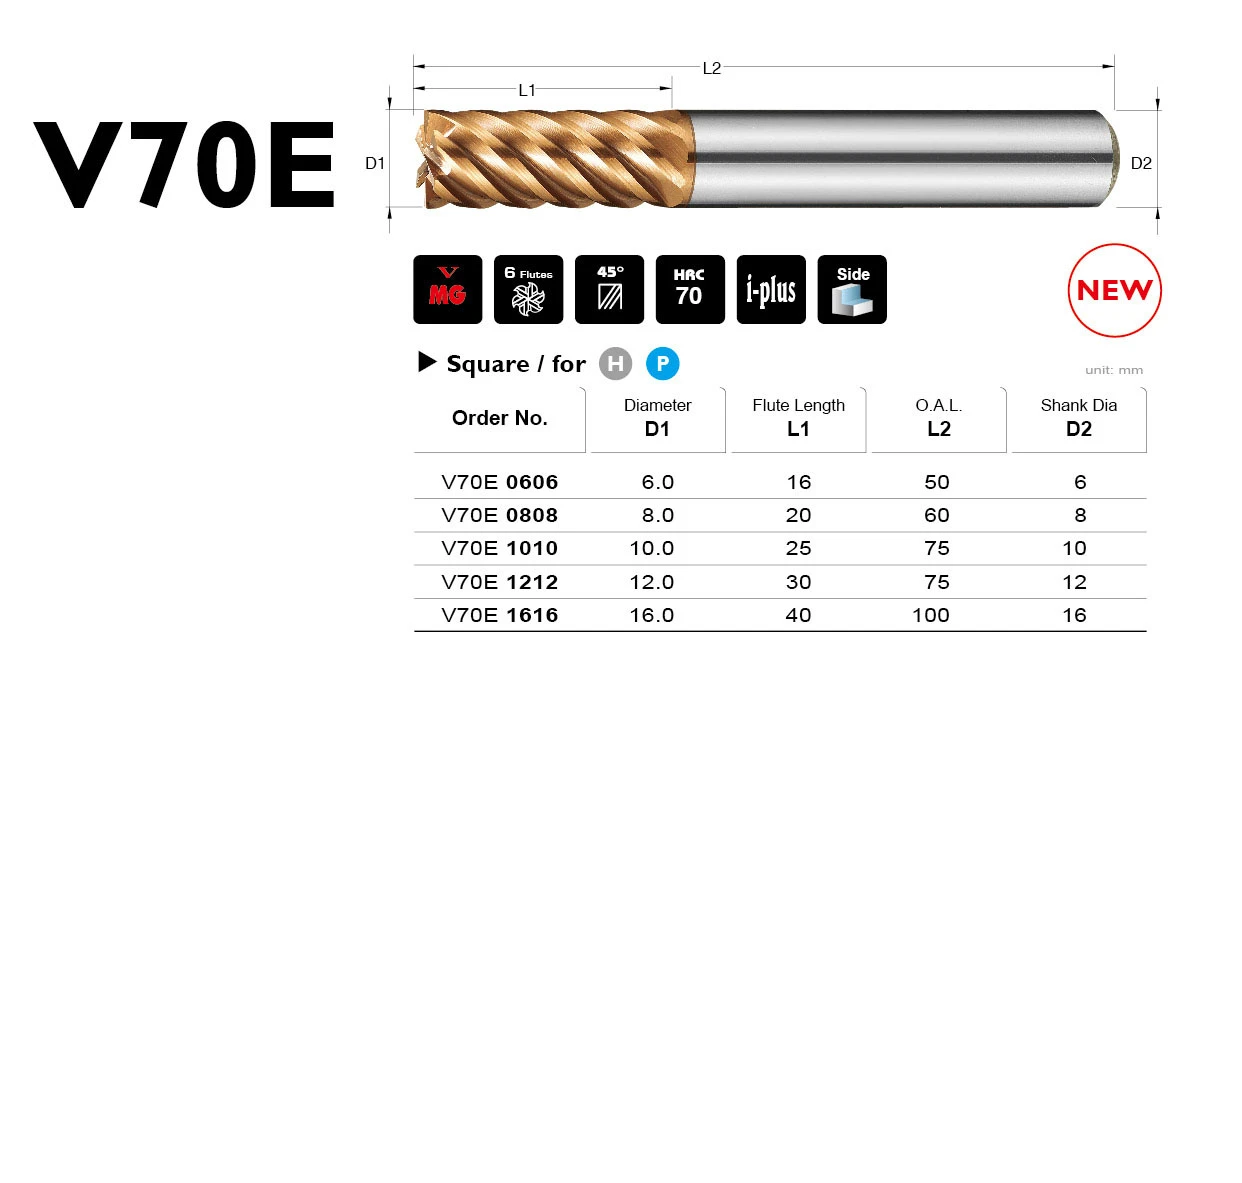 L2
L1
V70E
D1
D2
V
MG
6 Flutes
45°
HRC
70
i-plus
Side
NEW
Square / for H P
unit: mm
Order No.
Diameter
D1
Flute Length
L1
O.A.L.
L2
Shank Dia
D2
V70E 0606 6.0 16 50 6
V70E 0808 8.0 20 60 8
V70E 1010 10.0 25 75 10
V70E 1212 12.0 30 75 12
V70E 1616 16.0 40 100 16